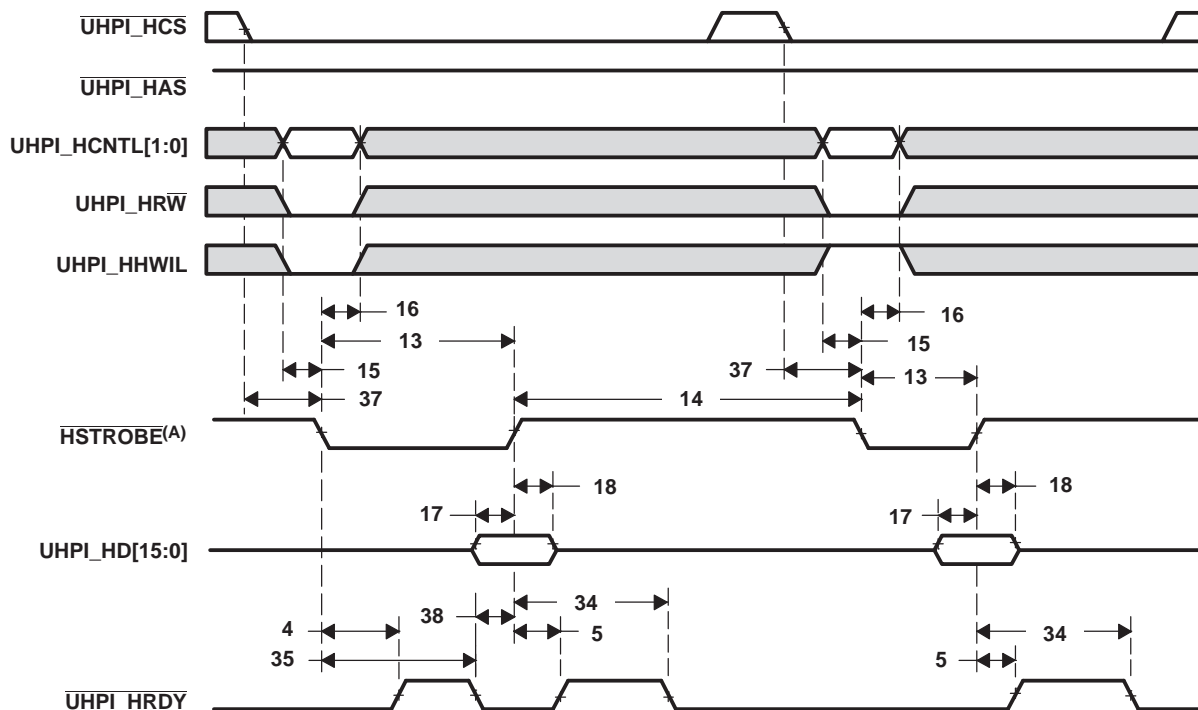 UHPI_HCS
UHPI_HAS
UHPI_HCNTL[1:0]
UHPI_HRW
UHPI_HHWIL
16
16
13
15
15
37
13
37
14
HSTROBE(A)
18
18
17
17
UHPI_HD[15:0]
34
38
4
5
34
35
5
UHPI_HRDY